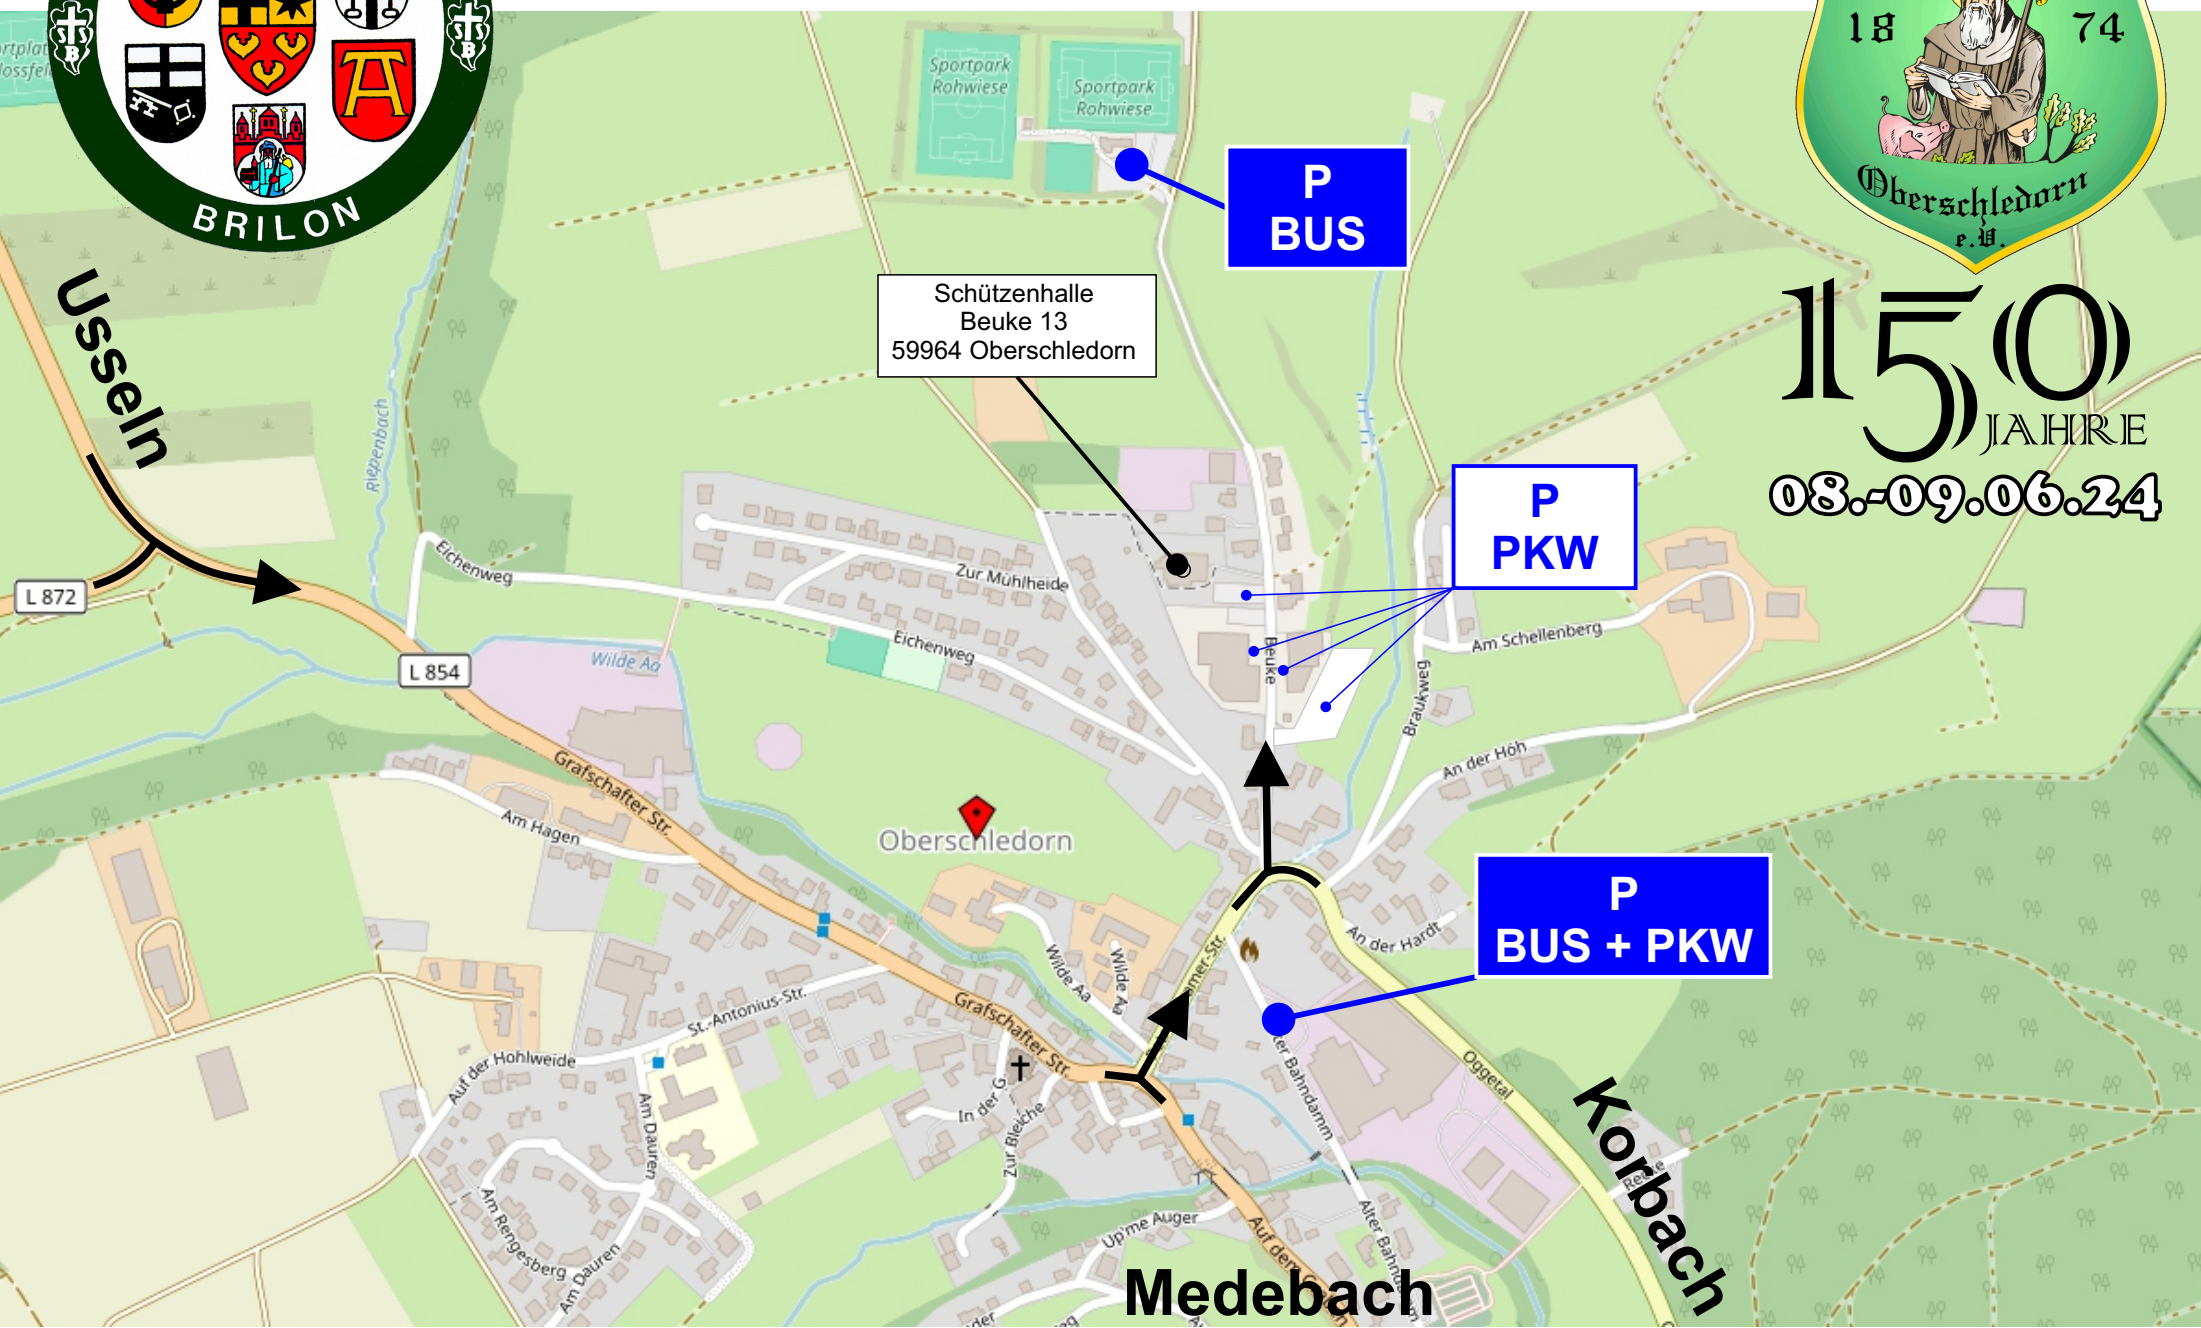 BRILON
18 74
Oberschledorn
e.V.
150
JAHRE
08.-09.06.24
Sportpark
Rohwiese
Sportpark
Rohwiese
P
BUS
Schützenhalle
Beuke 13
59964 Oberschledorn
Usseln
Riepenbach
L 872
L 854
P
PKW
Eichenweg
Zur Mühlheide
Eichenweg
Wilde Aa
Beuke
Braukweg
Am Schellenberg
An der Höh
Grafschafter Str.
Am Hagen
Oberschledorn
P
BUS + PKW
An der Hardt
Wilde Aa
Wilde Aa
St.-Antonius-Str.
Grafschafter Str.
Auf der Hohlweide
In der G.
Zur Bleiche
Am Dauren
Oggetal
Korbach
Am Rengesberg
Am Dauren
Up'me Auger
Medebach